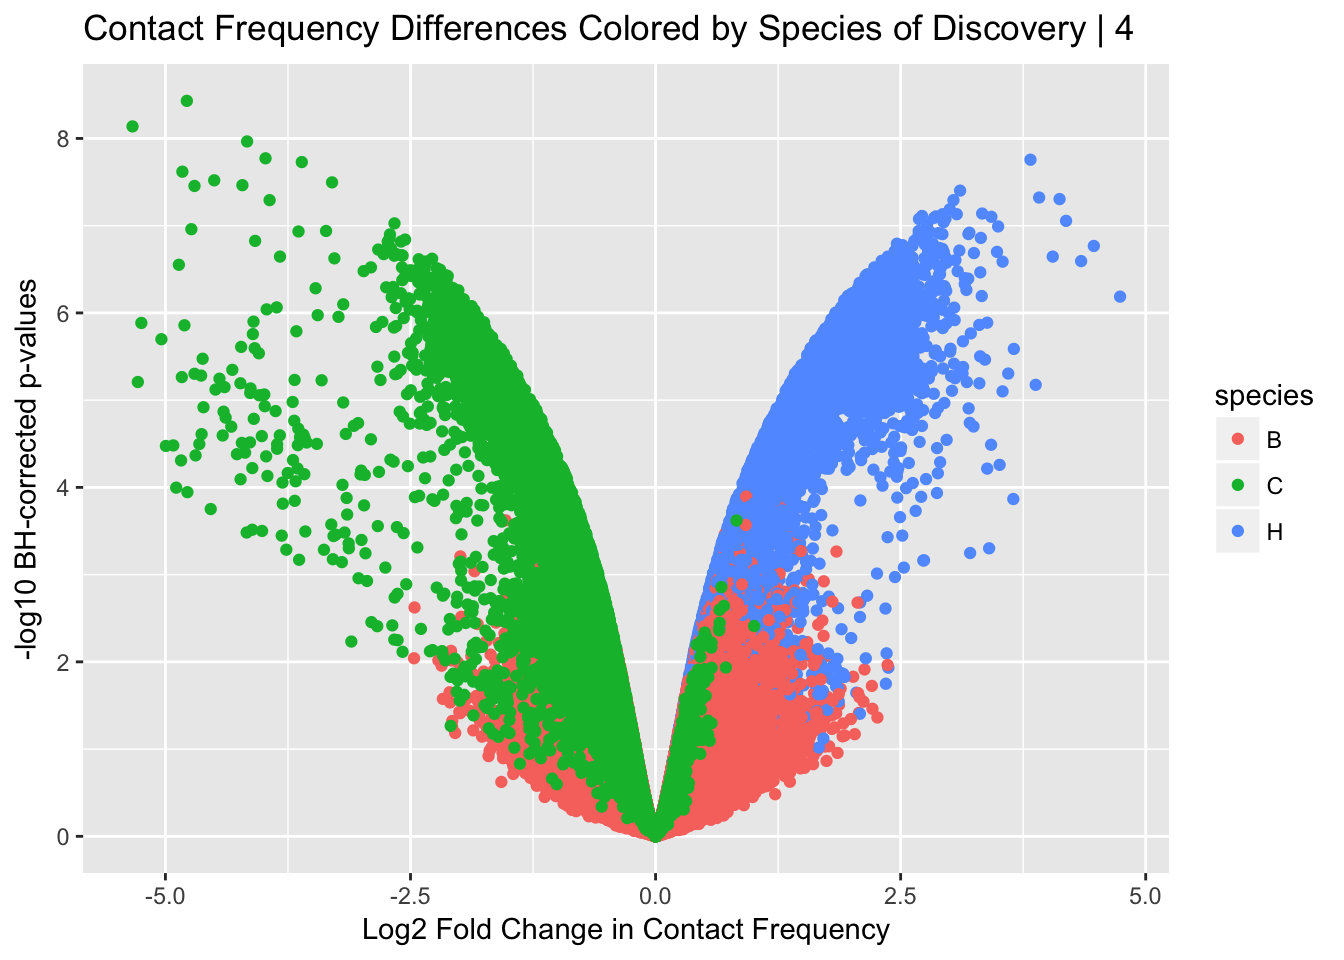 Contact Frequency Differences Colored by Species of Discovery | 4
-log10 BH-corrected p-values
8
6
4
2
0
-5.0
-2.5
0.0
2.5
5.0
Log2 Fold Change in Contact Frequency
species
B
C
H